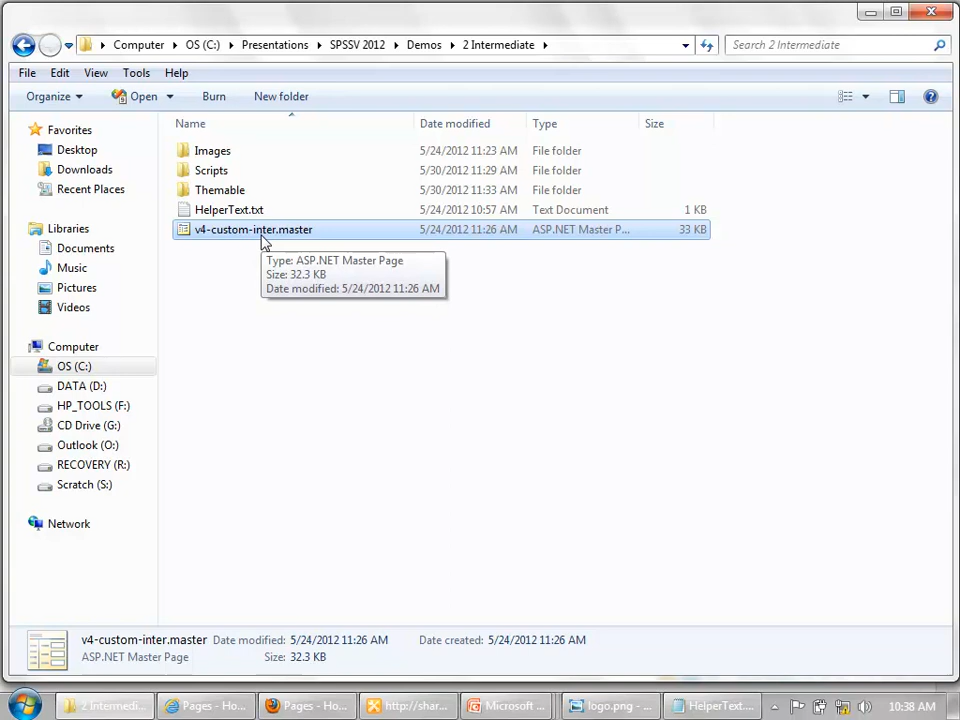 Computer OS (C:) Presentations SPSSV 2012 Demos 2 Intermediate
Search 2 Intermediate
File Edit View Tools Help
Organize Open Burn New folder
Name Date modified Type Size
Favorites
Desktop
Downloads
Recent Places
Libraries
Documents
Music
Pictures
Videos
Computer
OS (C:)
DATA (D:)
HP_TOOLS (F:)
CD Drive (G:)
Outlook (O:)
RECOVERY (R:)
Scratch (S:)
Network
Images 5/24/2012 11:23 AM File folder
Scripts 5/30/2012 11:29 AM File folder
Themable 5/30/2012 11:33 AM File folder
HelperText.txt 5/24/2012 10:57 AM Text Document 1 KB
v4-custom-inter.master 5/24/2012 11:26 AM ASP.NET Master P... 33 KB
Type: ASP.NET Master Page
Size: 32.3 KB
Date modified: 5/24/2012 11:26 AM
v4-custom-inter.master Date modified: 5/24/2012 11:26 AM Date created: 5/24/2012 11:26 AM
ASP.NET Master Page Size: 32.3 KB
2 Intermedi... Pages - Ho... Pages - Ho... http://shar... Microsoft ... logo.png - ... HelperText.... 10:38 AM